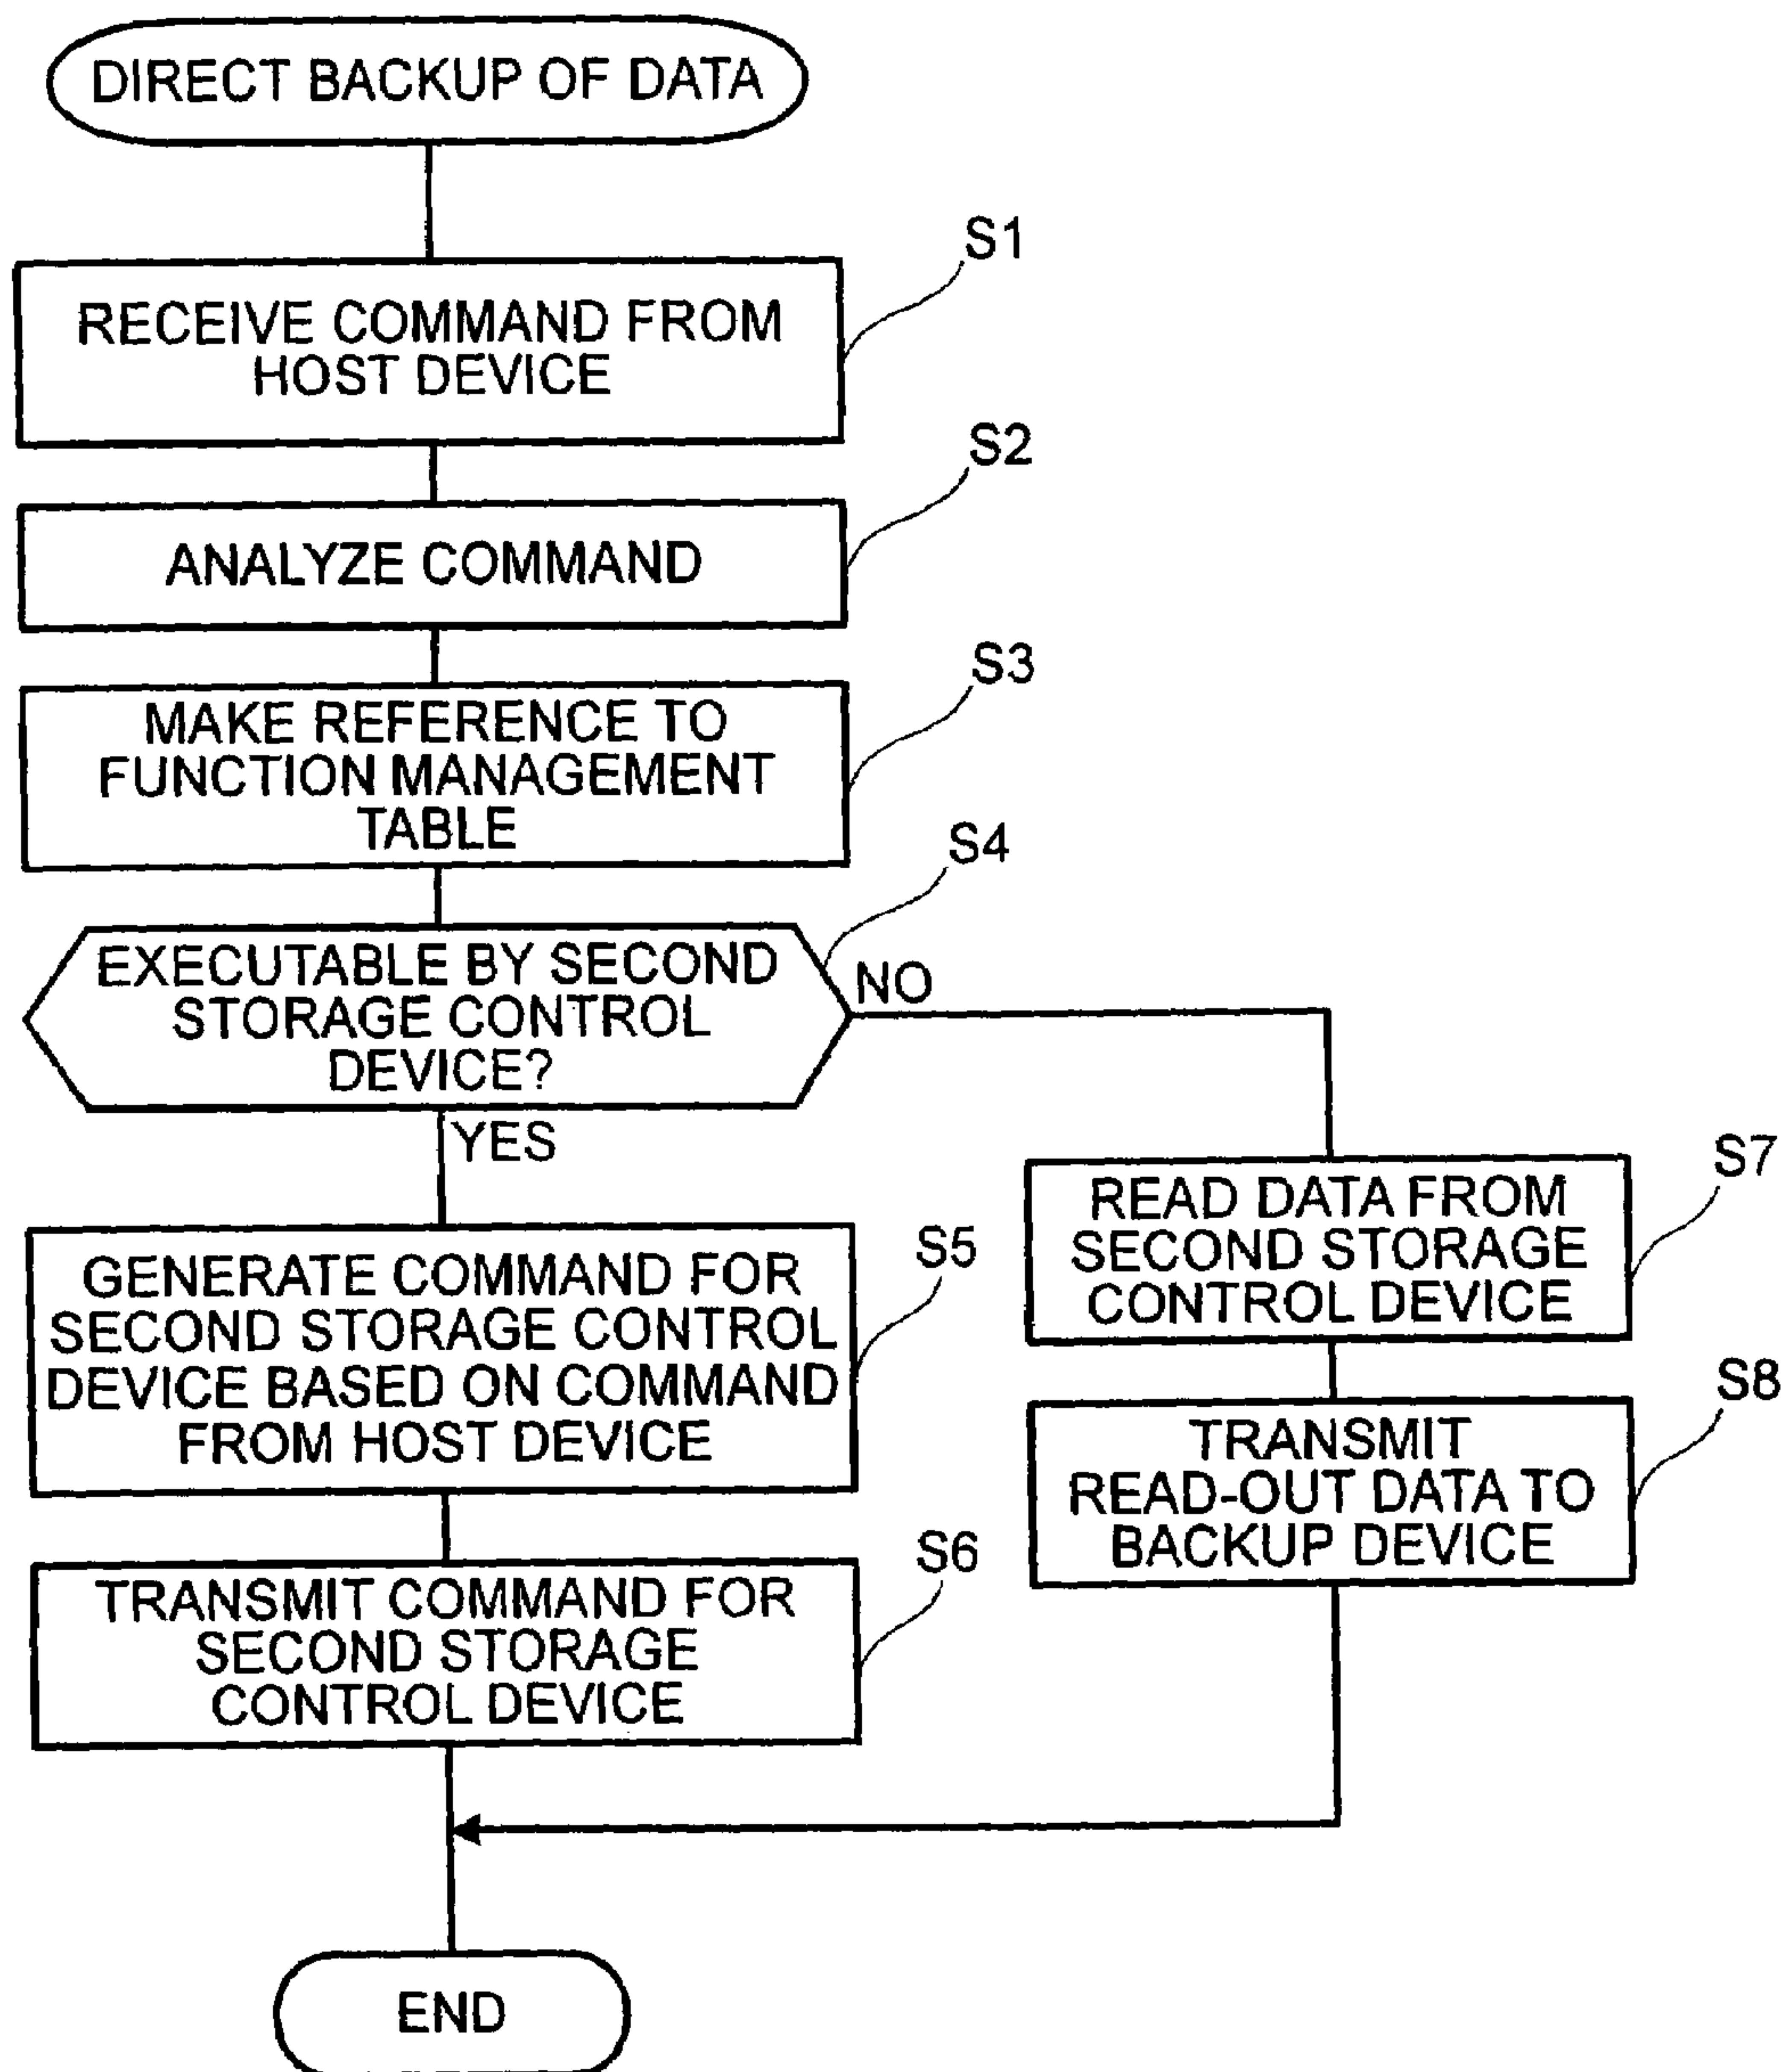 DIRECT BACKUP OF DATA
S1
RECEIVE COMMAND FROM
HOST DEVICE
S2
ANALYZE COMMAND
S3
MAKE REFERENCE TO
FUNCTION MANAGEMENT
TABLE
S4
EXECUTABLE BY SECOND
STORAGE CONTROL
DEVICE?
NO
YES
S5
GENERATE COMMAND FOR
SECOND STORAGE CONTROL
DEVICE BASED ON COMMAND
FROM HOST DEVICE
S6
TRANSMIT COMMAND FOR
SECOND STORAGE
CONTROL DEVICE
S7
READ DATA FROM
SECOND STORAGE
CONTROL DEVICE
S8
TRANSMIT
READ-OUT DATA TO
BACKUP DEVICE
END